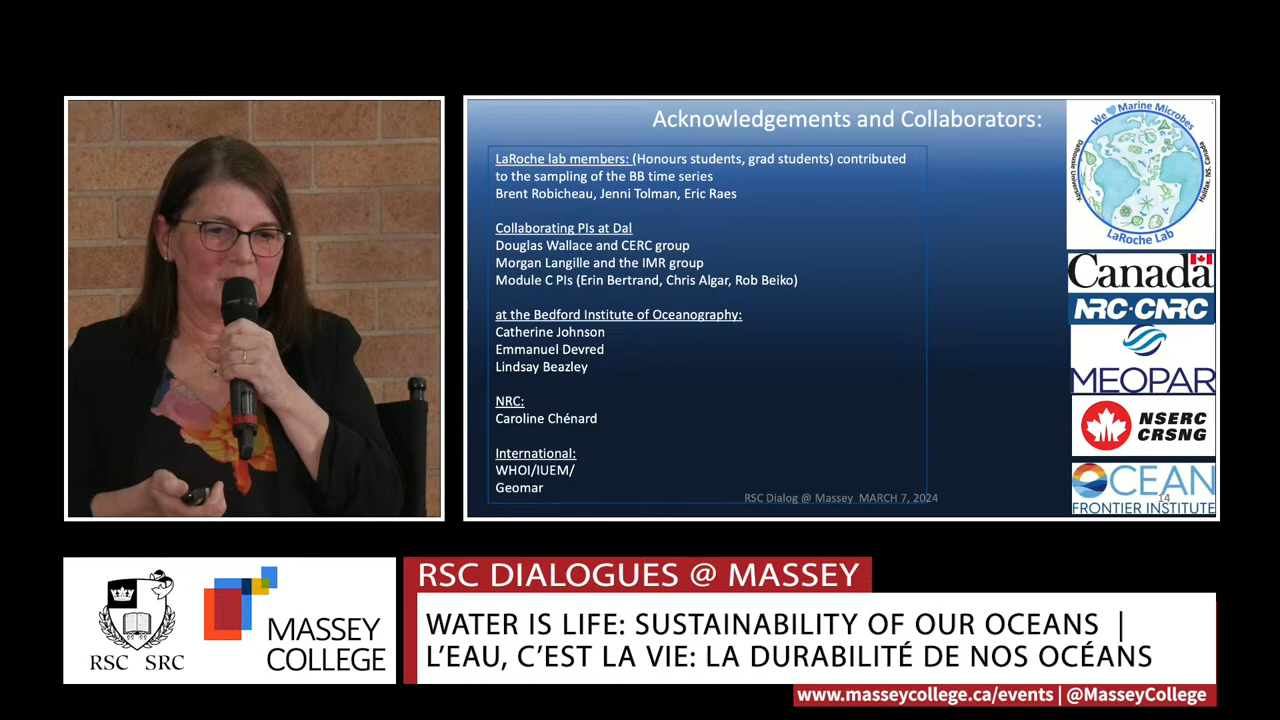 Acknowledgements and Collaborators:
LaRoche lab members: (Honours students, grad students) contributed
to the sampling of the BB time series
Brent Robicheau, Jenni Tolman, Eric Raes
Collaborating PIs at Dal
Douglas Wallace and CERC group
Morgan Langille and the IMR group
Module C PIs (Erin Bertrand, Chris Algar, Rob Beiko)
at the Bedford Institute of Oceanography:
Catherine Johnson
Emmanuel Devred
Lindsay Beazley
NRC:
Caroline Chénard
International:
WHOI/IUEM/
Geomar
RSC Dialog @ Massey MARCH 7, 2024
14
We Marine Microbes
Dalhousie University
Halifax, NS, Canada
LaRoche Lab
Canada
NRC·CNRC
MEOPAR
NSERC
CRSNG
OCEAN
FRONTIER INSTITUTE
RSC SRC
MASSEY
COLLEGE
RSC DIALOGUES @ MASSEY
WATER IS LIFE: SUSTAINABILITY OF OUR OCEANS |
L’EAU, C’EST LA VIE: LA DURABILITÉ DE NOS OCÉANS
www.masseycollege.ca/events | @MasseyCollege